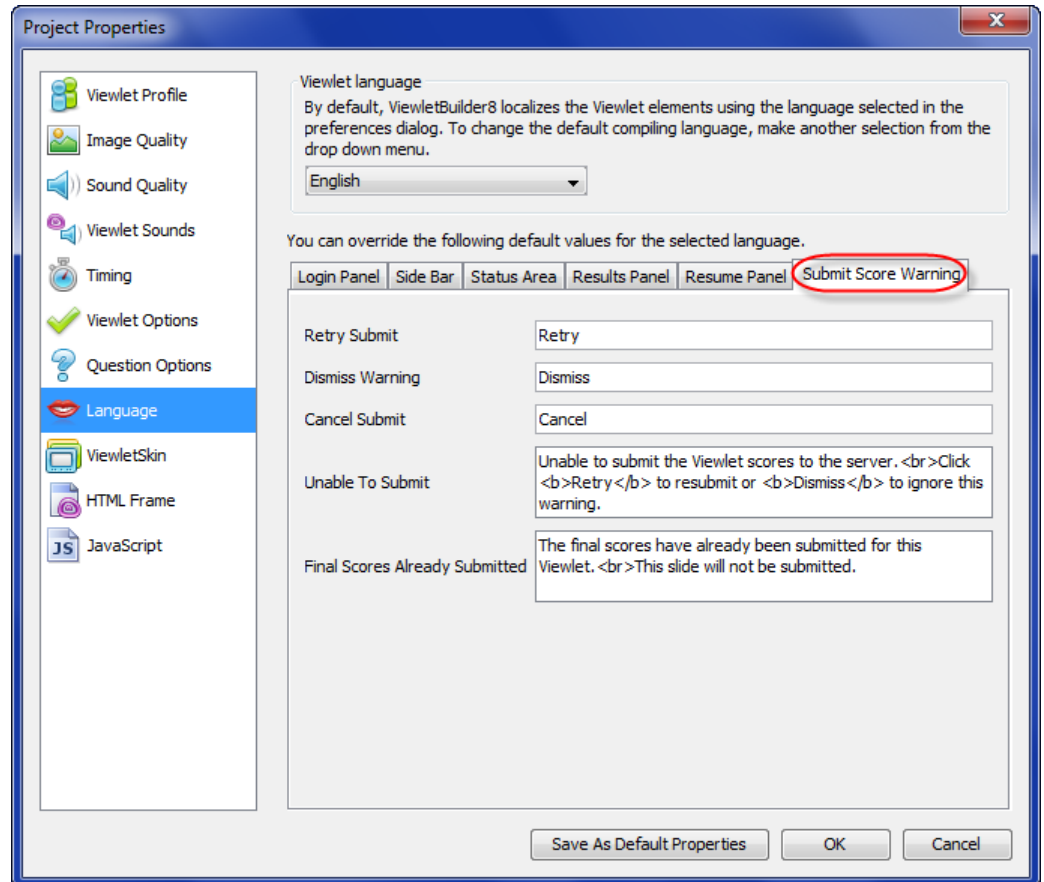 Project Properties
Viewlet Profile
Image Quality
Sound Quality
Viewlet Sounds
Timing
Viewlet Options
Question Options
Language
ViewletSkin
HTML Frame
JS JavaScript
Viewlet language
By default, ViewletBuilder8 localizes the Viewlet elements using the language selected in the
preferences dialog. To change the default compiling language, make another selection from the
drop down menu.
English
You can override the following default values for the selected language.
Login Panel Side Bar Status Area Results Panel Resume Panel Submit Score Warning
Retry Submit Retry
Dismiss Warning Dismiss
Cancel Submit Cancel
Unable To Submit
Unable to submit the Viewlet scores to the server.<br>Click
<b>Retry</b> to resubmit or <b>Dismiss</b> to ignore this
warning.
Final Scores Already Submitted
The final scores have already been submitted for this
Viewlet.<br>This slide will not be submitted.
Save As Default Properties OK Cancel